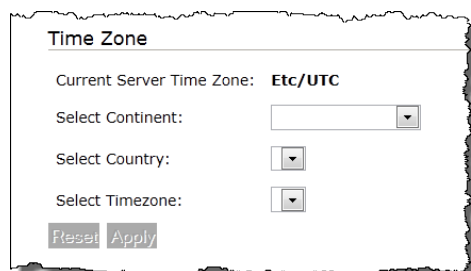 Time Zone
Current Server Time Zone: Etc/UTC
Select Continent:
Select Country:
Select Timezone:
Reset Apply